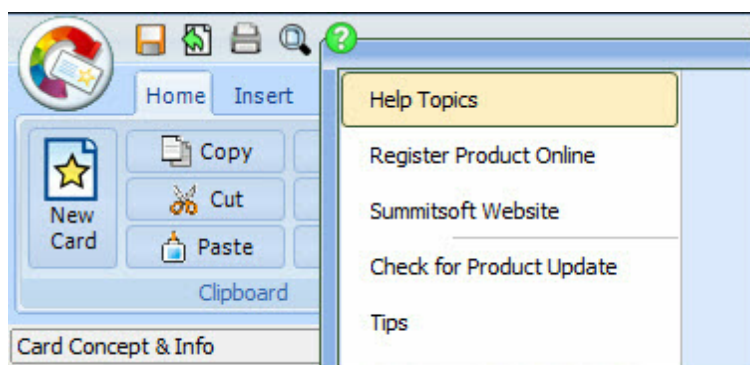 Home Insert
Help Topics
Copy
Register Product Online
New
Card
Cut
Summitsoft Website
Paste
Check for Product Update
Clipboard
Tips
Card Concept & Info